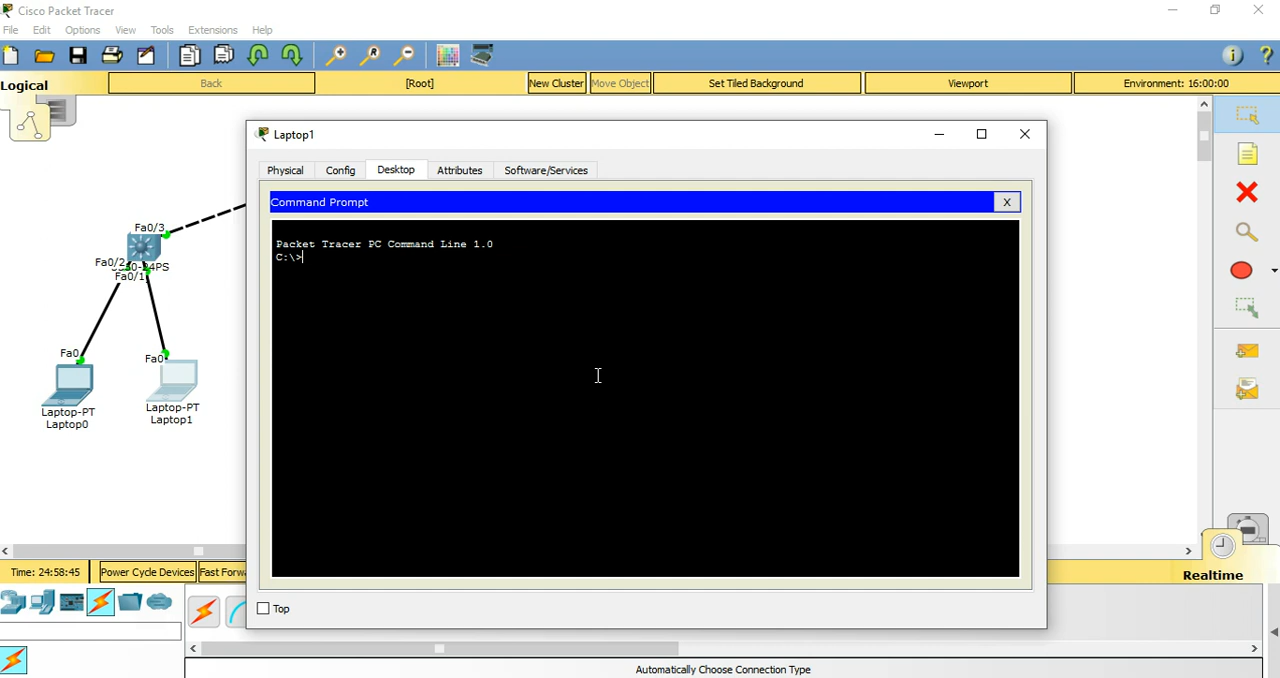 Cisco Packet Tracer
File Edit Options View Tools Extensions Help
Logical Back [Root] New Cluster Move Object Set Tiled Background Viewport Environment: 16:00:00
Laptop1
Physical Config Desktop Attributes Software/Services
Command Prompt X
Packet Tracer PC Command Line 1.0
C:\>
Fa0/3
Fa0/2
-24PS
Fa0/1
Fa0
Fa0
Laptop-PT
Laptop0
Laptop-PT
Laptop1
Top
Time: 24:58:45 Power Cycle Devices Fast Forw
Realtime
Automatically Choose Connection Type